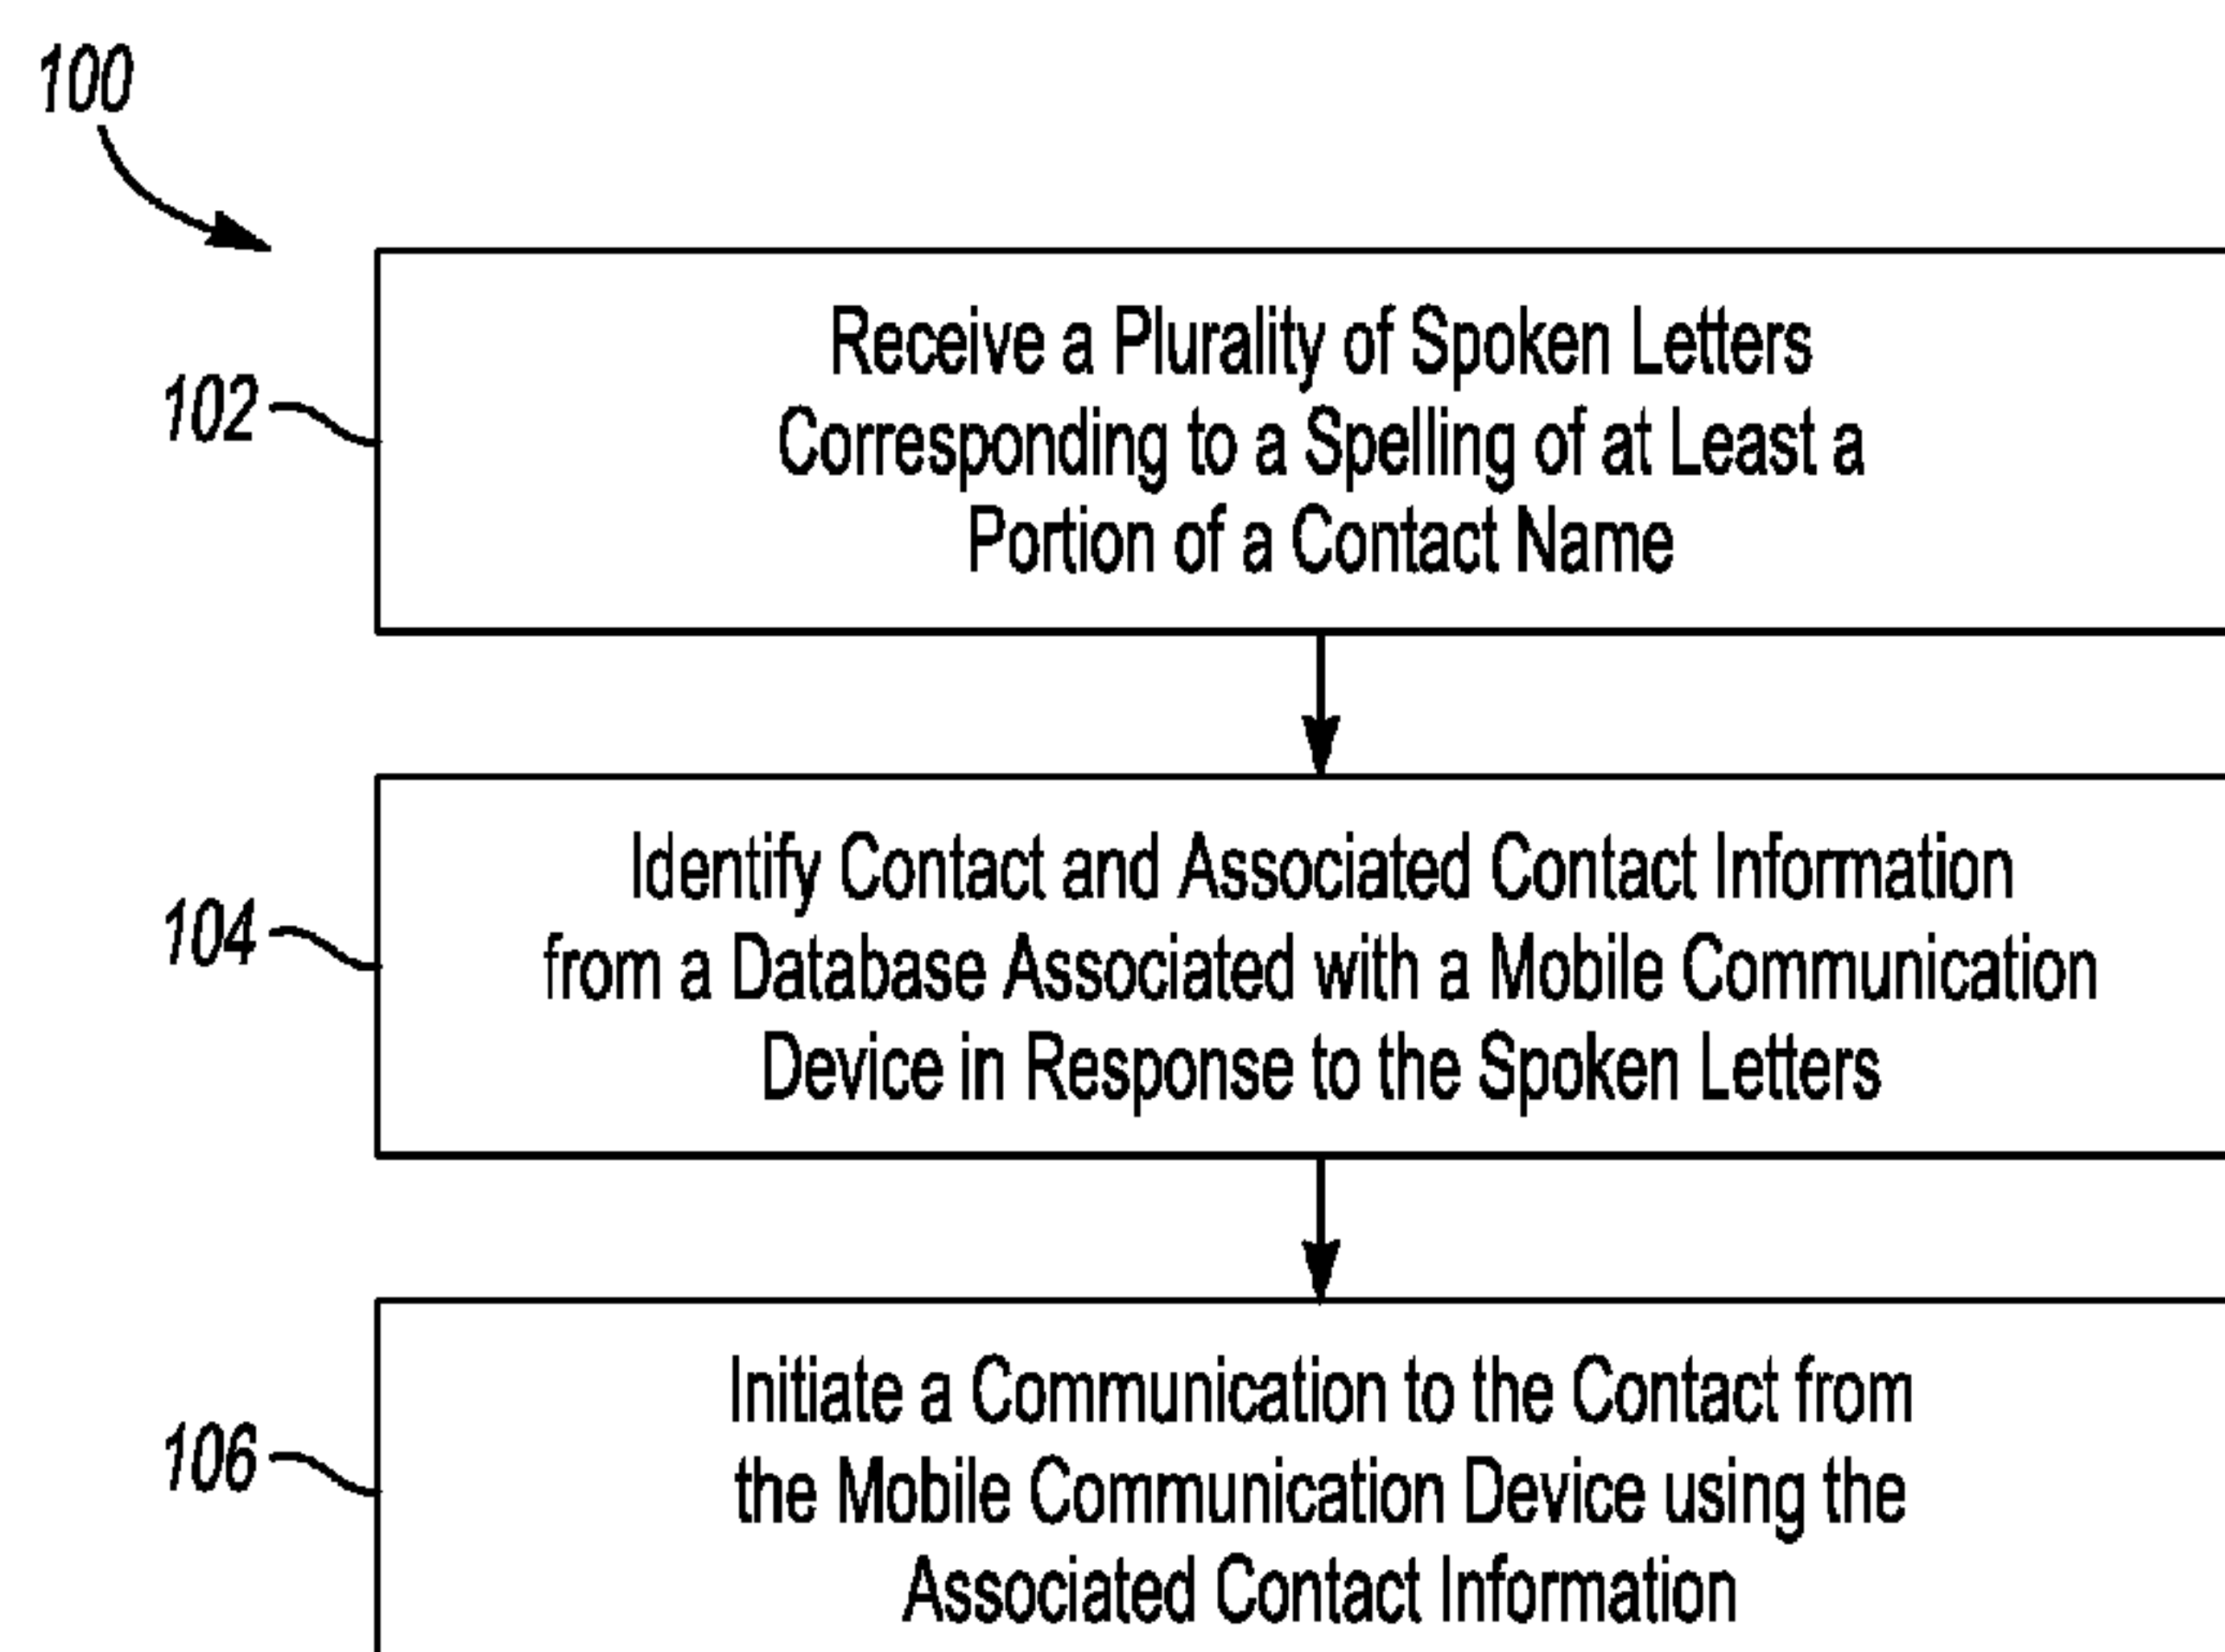 100
102
Receive a Plurality of Spoken Letters
Corresponding to a Spelling of at Least a
Portion of a Contact Name
104
Identify Contact and Associated Contact Information
from a Database Associated with a Mobile Communication
Device in Response to the Spoken Letters
106
Initiate a Communication to the Contact from
the Mobile Communication Device using the
Associated Contact Information